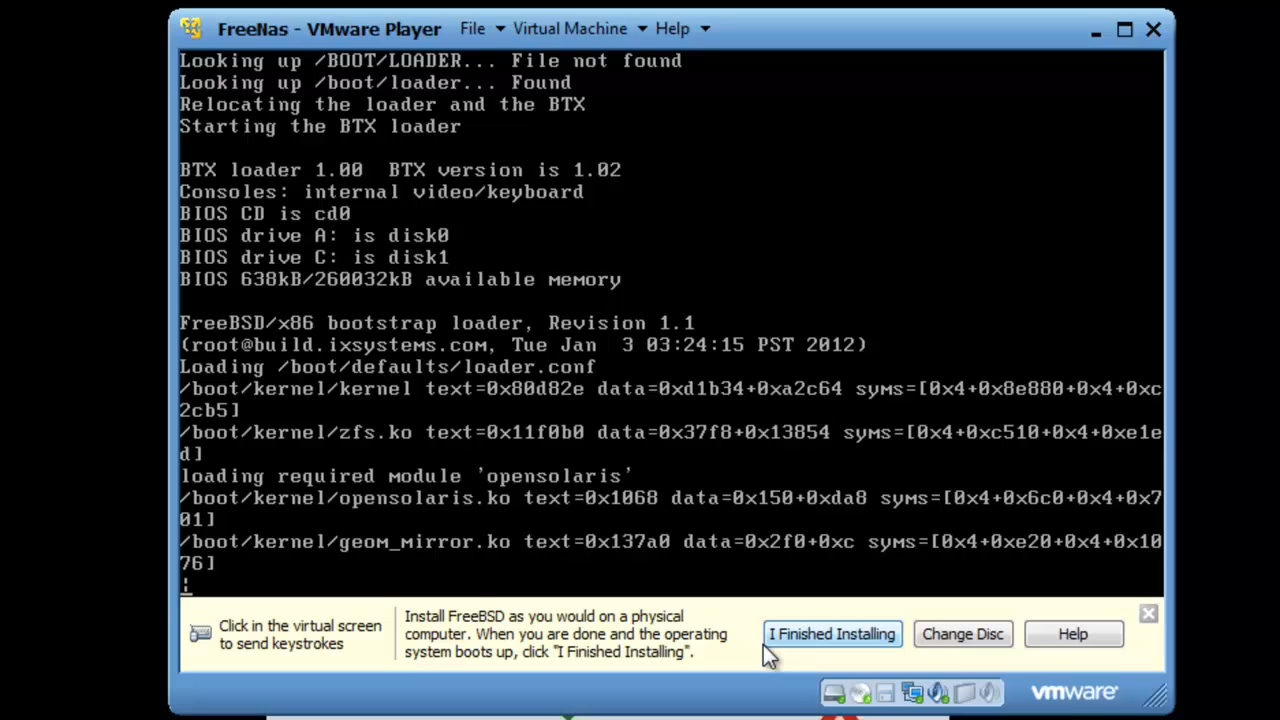 FreeNas - VMware Player File Virtual Machine Help
Looking up /BOOT/LOADER... File not found
Looking up /boot/loader... Found
Relocating the loader and the BTX
Starting the BTX loader
BTX loader 1.00  BTX version is 1.02
Consoles: internal video/keyboard
BIOS CD is cd0
BIOS drive A: is disk0
BIOS drive C: is disk1
BIOS 638kB/260032kB available memory
FreeBSD/x86 bootstrap loader, Revision 1.1
(root@build.ixsystems.com, Tue Jan  3 03:24:15 PST 2012)
Loading /boot/defaults/loader.conf
/boot/kernel/kernel text=0x80d82e data=0xd1b34+0xa2c64 syms=[0x4+0x8e880+0x4+0xc
2cb5]
/boot/kernel/zfs.ko text=0x11f0b0 data=0x37f8+0x13854 syms=[0x4+0xc510+0x4+0xe1e
d]
loading required module 'opensolaris'
/boot/kernel/opensolaris.ko text=0x1068 data=0x150+0xda8 syms=[0x4+0x6c0+0x4+0x7
01]
/boot/kernel/geom_mirror.ko text=0x137a0 data=0x2f0+0xc syms=[0x4+0xe20+0x4+0x10
76]
Click in the virtual screen
to send keystrokes
Install FreeBSD as you would on a physical
computer. When you are done and the operating
system boots up, click "I Finished Installing".
I Finished Installing
Change Disc
Help
vmware